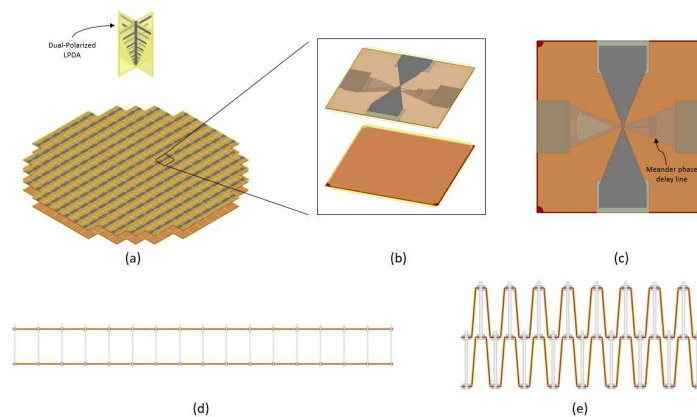 Dual-Polarized
LPDA
(a)
(b)
(c)
Meander phase
delay line
(d)
(e)